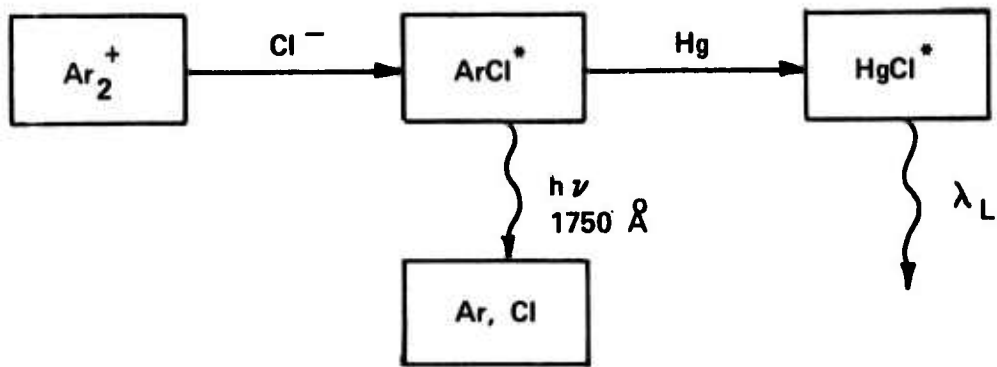 Ar₂⁺
Cl⁻
ArCl*
Hg
HgCl*
hν
1750 Å
λL
Ar, Cl